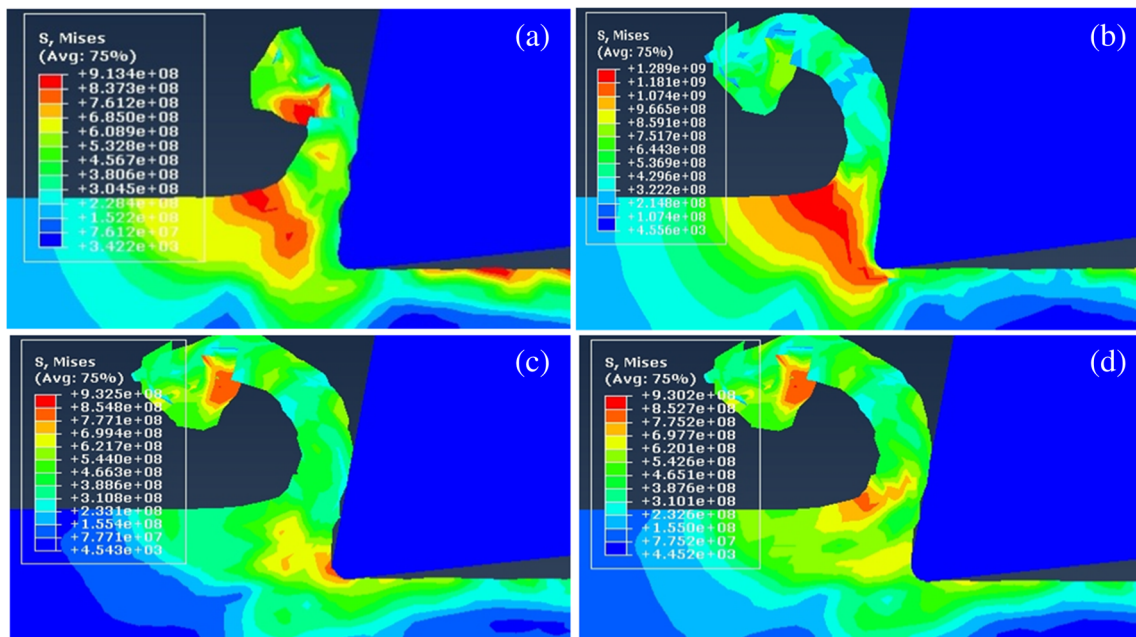 (a)
S, Mises
(Avg: 75%)
+9.134e+08
+8.373e+08
+7.612e+08
+6.850e+08
+6.089e+08
+5.328e+08
+4.567e+08
+3.806e+08
+3.045e+08
+2.284e+08
+1.522e+08
+7.612e+07
+3.422e+03
(b)
S, Mises
(Avg: 75%)
+1.289e+09
+1.181e+09
+1.074e+09
+9.665e+08
+8.591e+08
+7.517e+08
+6.443e+08
+5.369e+08
+4.296e+08
+3.222e+08
+2.148e+08
+1.074e+08
+4.556e+03
(c)
S, Mises
(Avg: 75%)
+9.325e+08
+8.548e+08
+7.771e+08
+6.994e+08
+6.217e+08
+5.440e+08
+4.663e+08
+3.886e+08
+3.108e+08
+2.331e+08
+1.554e+08
+7.771e+07
+4.543e+03
(d)
S, Mises
(Avg: 75%)
+9.302e+08
+8.527e+08
+7.752e+08
+6.977e+08
+6.201e+08
+5.426e+08
+4.651e+08
+3.876e+08
+3.101e+08
+2.326e+08
+1.550e+08
+7.752e+07
+4.452e+03